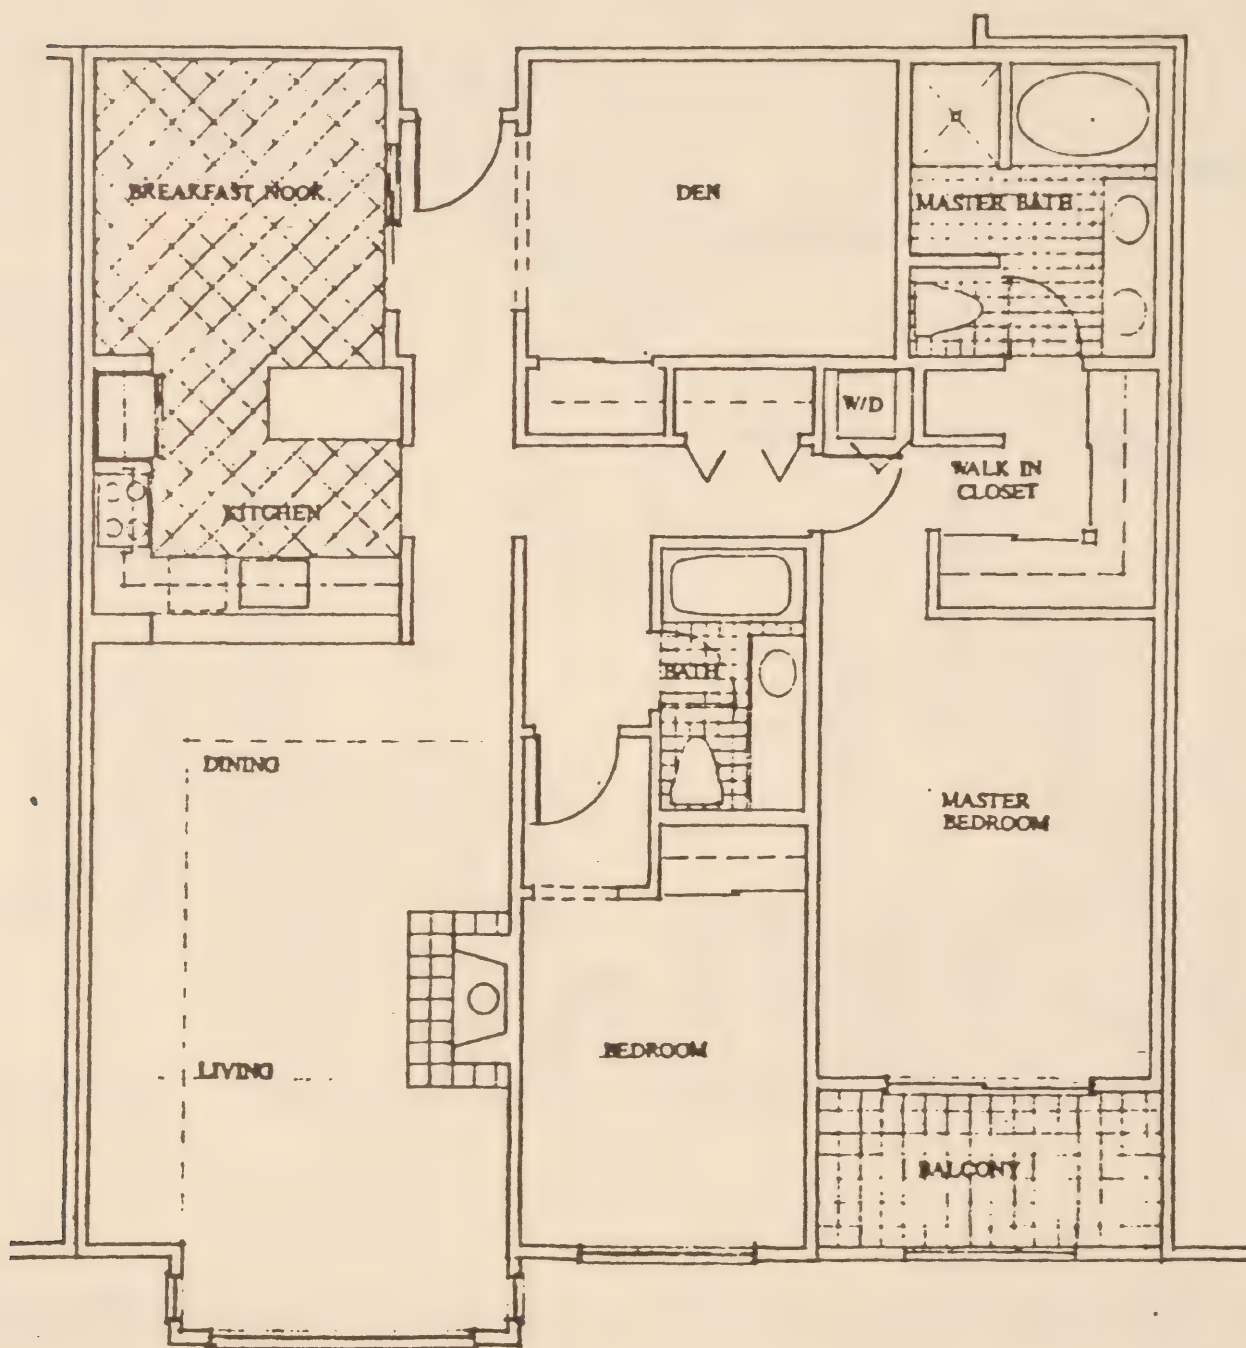 BREAKFAST NOOK
DEN
MASTER BATH
W/D
WALK IN
CLOSET
KITCHEN
BATH
DINING
MASTER
BEDROOM
BEDROOM
LIVING
BALCONY